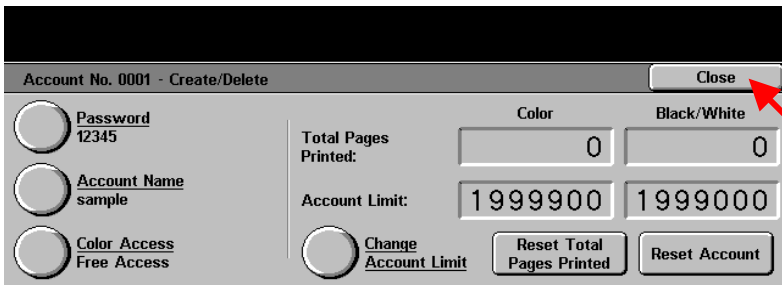 Account No. 0001 - Create/Delete
Close
Password
12345
Account Name
sample
Color Access
Free Access
Color
Black/White
Total Pages
Printed:
0
0
Account Limit:
1999900
1999000
Change
Account Limit
Reset Total
Pages Printed
Reset Account